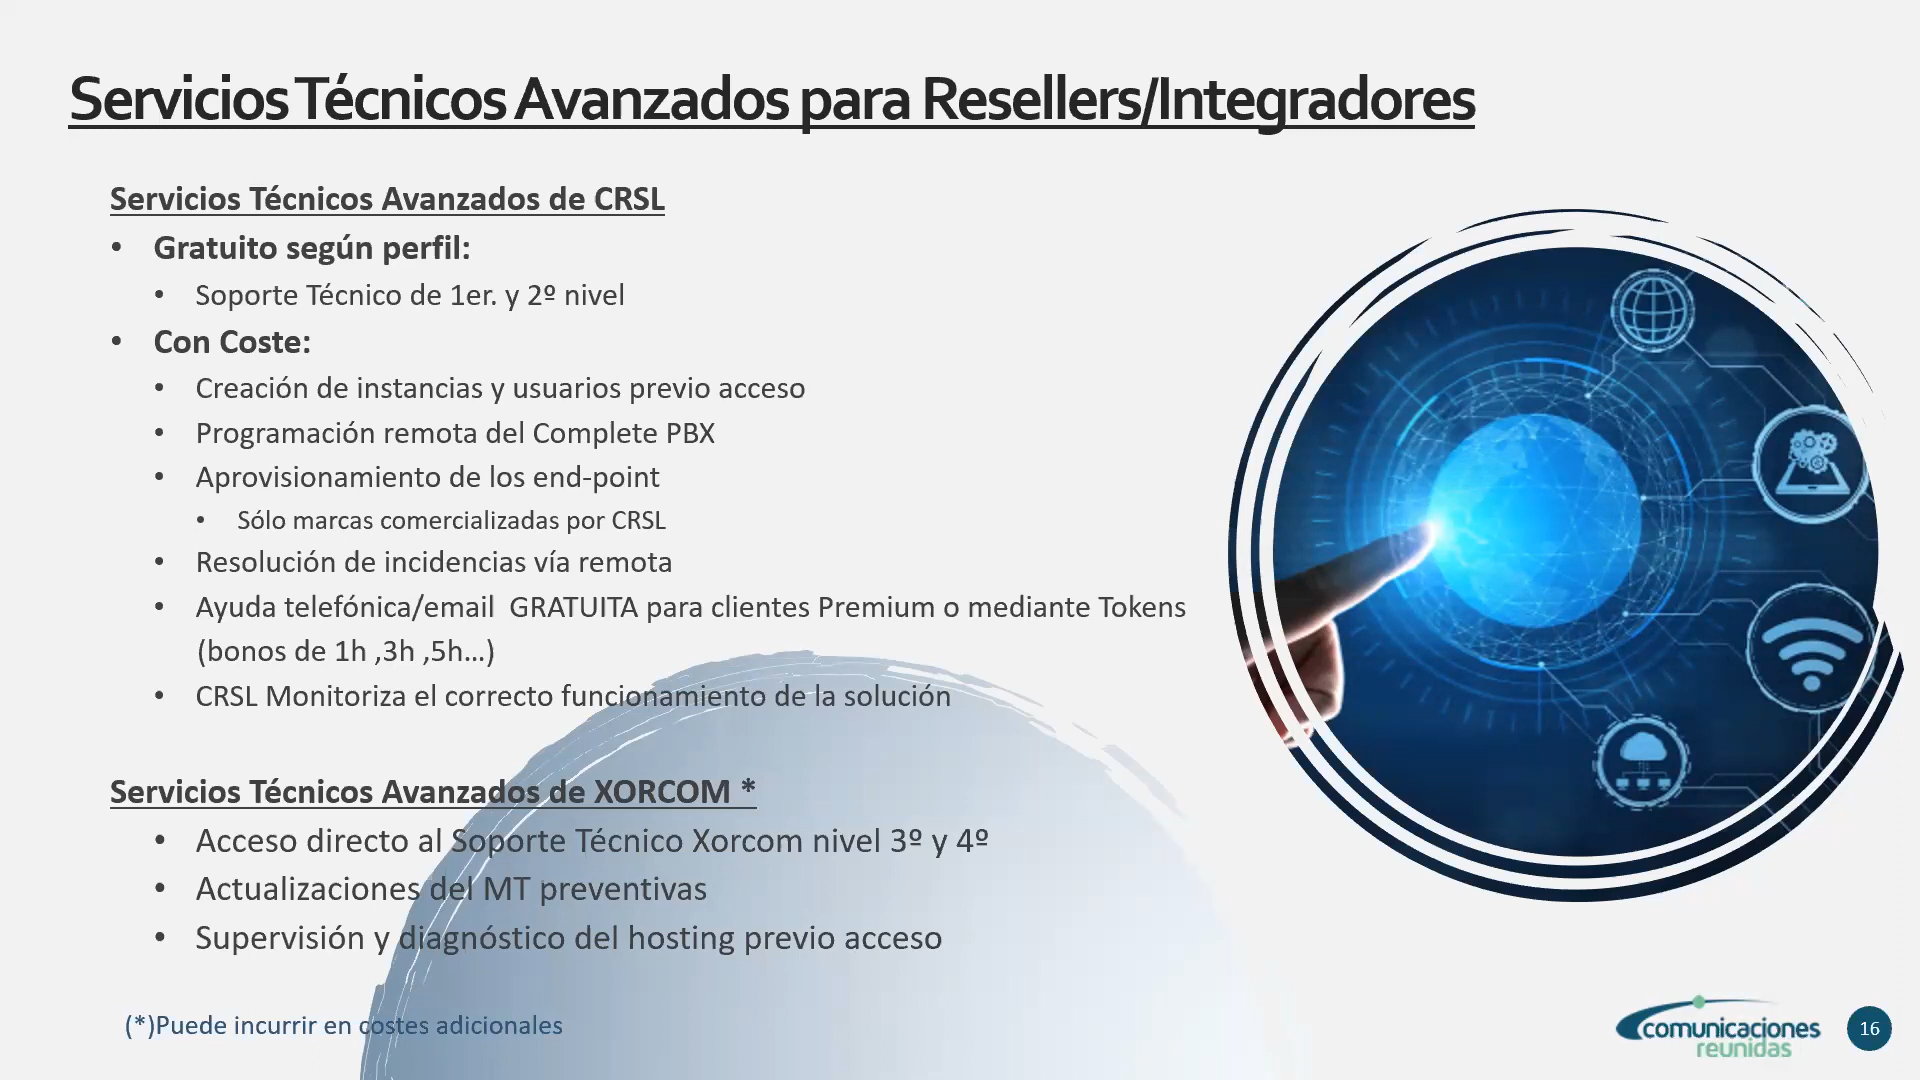 Servicios Técnicos Avanzados para Resellers/Integradores
Servicios Técnicos Avanzados de CRSL
• Gratuito según perfil:
• Soporte Técnico de 1er. y 2º nivel
• Con Coste:
• Creación de instancias y usuarios previo acceso
• Programación remota del Complete PBX
• Aprovisionamiento de los end-point
• Sólo marcas comercializadas por CRSL
• Resolución de incidencias vía remota
• Ayuda telefónica/email  GRATUITA para clientes Premium o mediante Tokens
(bonos de 1h ,3h ,5h…)
• CRSL Monitoriza el correcto funcionamiento de la solución
Servicios Técnicos Avanzados de XORCOM *
• Acceso directo al Soporte Técnico Xorcom nivel 3º y 4º
• Actualizaciones del MT preventivas
• Supervisión y diagnóstico del hosting previo acceso
(*)Puede incurrir en costes adicionales
comunicaciones
reunidas
16